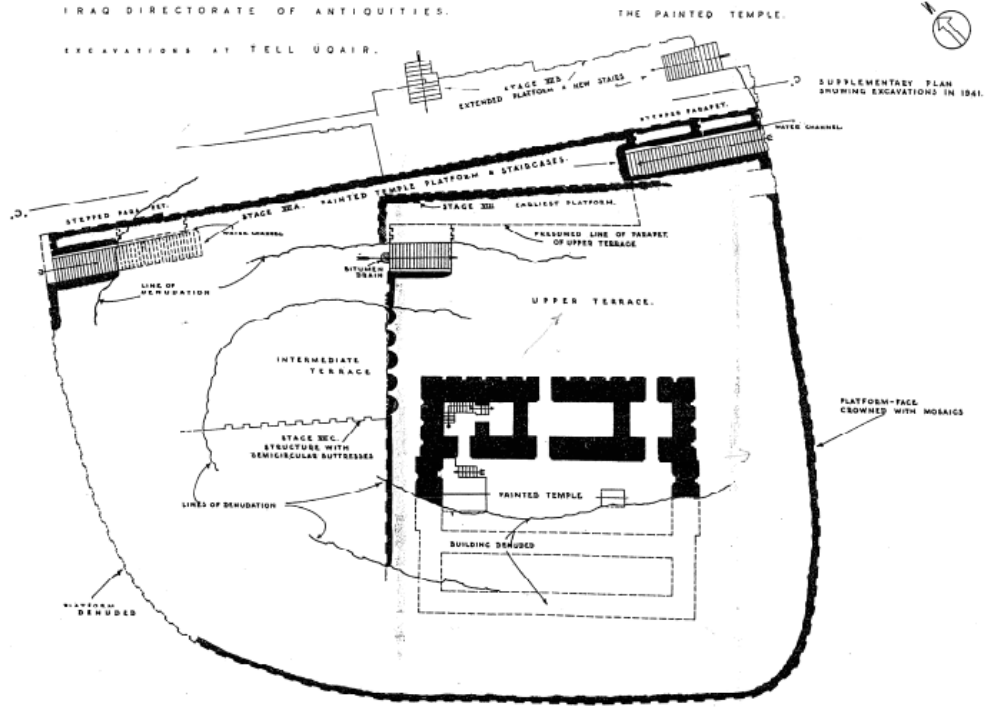 IRAQ DIRECTORATE OF ANTIQUITIES.
THE PAINTED TEMPLE.
EXCAVATIONS AT TELL UQAIR.
N
SUPPLEMENTARY PLAN
SHOWING EXCAVATIONS IN 1941.
EXTENDED PLATFORM & NEW STAIRS
STEPPED PARAPET.
WATER CHANNEL.
PAINTED TEMPLE PLATFORM & STAIRCASES.
STEPPED PARAPET.
EARLIEST PLATFORM.
WATER CHANNEL
PRESUMED LINE OF PARAPET
OF UPPER TERRACE
BITUMEN
DRAIN
LINE OF
DENUDATION
UPPER TERRACE.
INTERMEDIATE
TERRACE
PLATFORM-FACE
CROWNED WITH MOSAICS
STRUCTURE WITH
SEMICIRCULAR BUTTRESSES
PAINTED TEMPLE
LINES OF DENUDATION
BUILDING DENUDED
PLATFORM
DENUDED